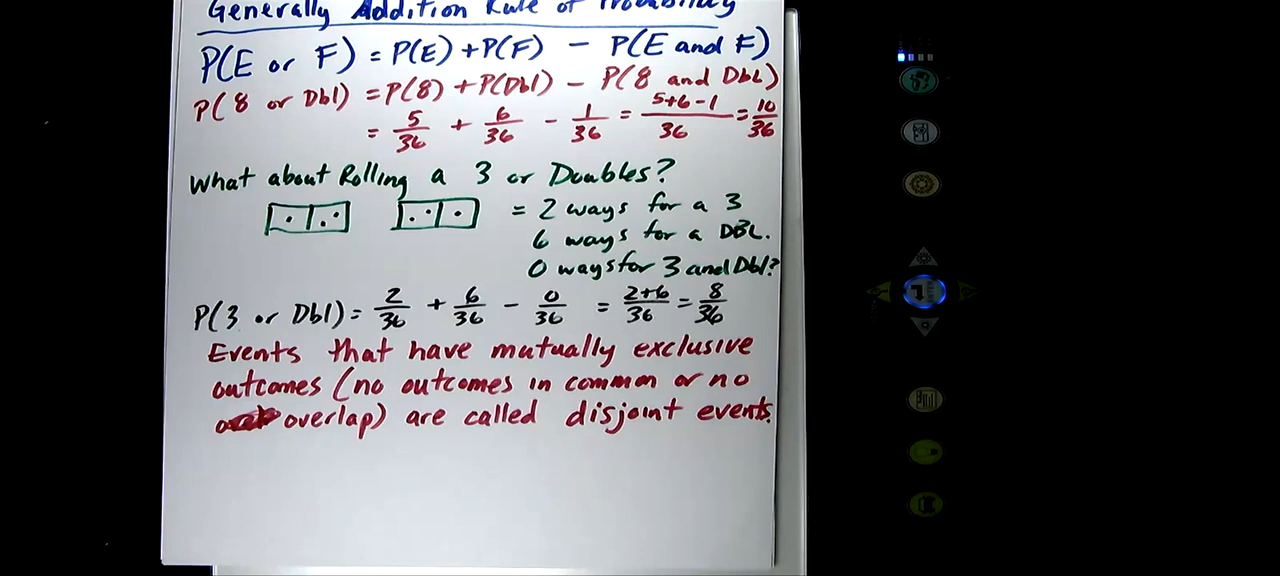 Generally Addition Rule of Probability
P(E or F) = P(E) + P(F) - P(E and F)
P(8 or Dbl) = P(8) + P(Dbl) - P(8 and Dbl)
= 5/36 + 6/36 - 1/36 = 5+6-1/36 = 10/36
What about Rolling a 3 or Doubles?
= 2 ways for a 3
6 ways for a DBL.
0 ways for 3 and Dbl?
P(3 or Dbl) = 2/36 + 6/36 - 0/36 = 2+6/36 = 8/36
Events that have mutually exclusive
outcomes (no outcomes in common or no
overlap) are called disjoint events.